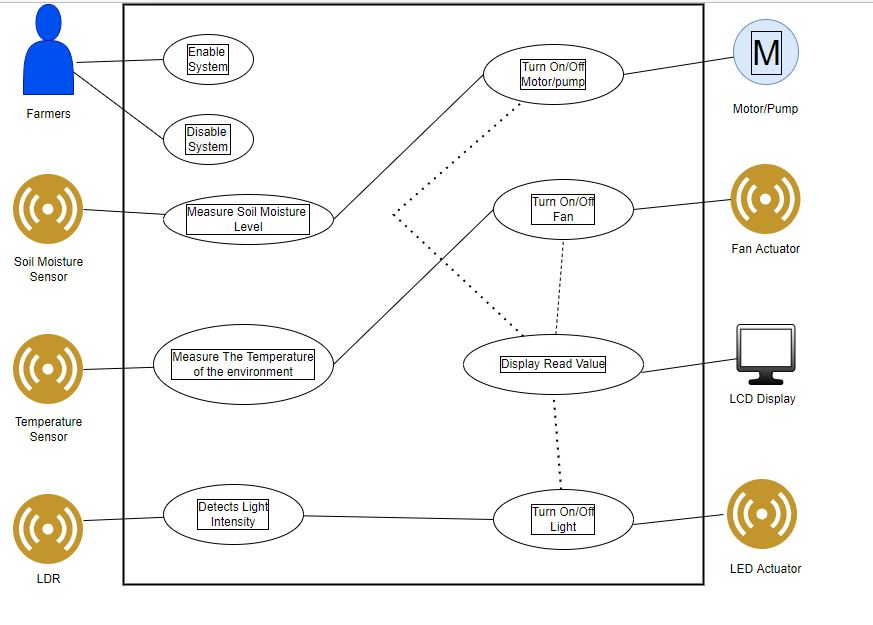 Farmers
Enable
System
Disable
System
Turn On/Off
Motor/pump
M
Motor/Pump
Soil Moisture
Sensor
Measure Soil Moisture
Level
Turn On/Off
Fan
Fan Actuator
Temperature
Sensor
Measure The Temperature
of the environment
Display Read Value
LCD Display
LDR
Detects Light
Intensity
Turn On/Off
Light
LED Actuator